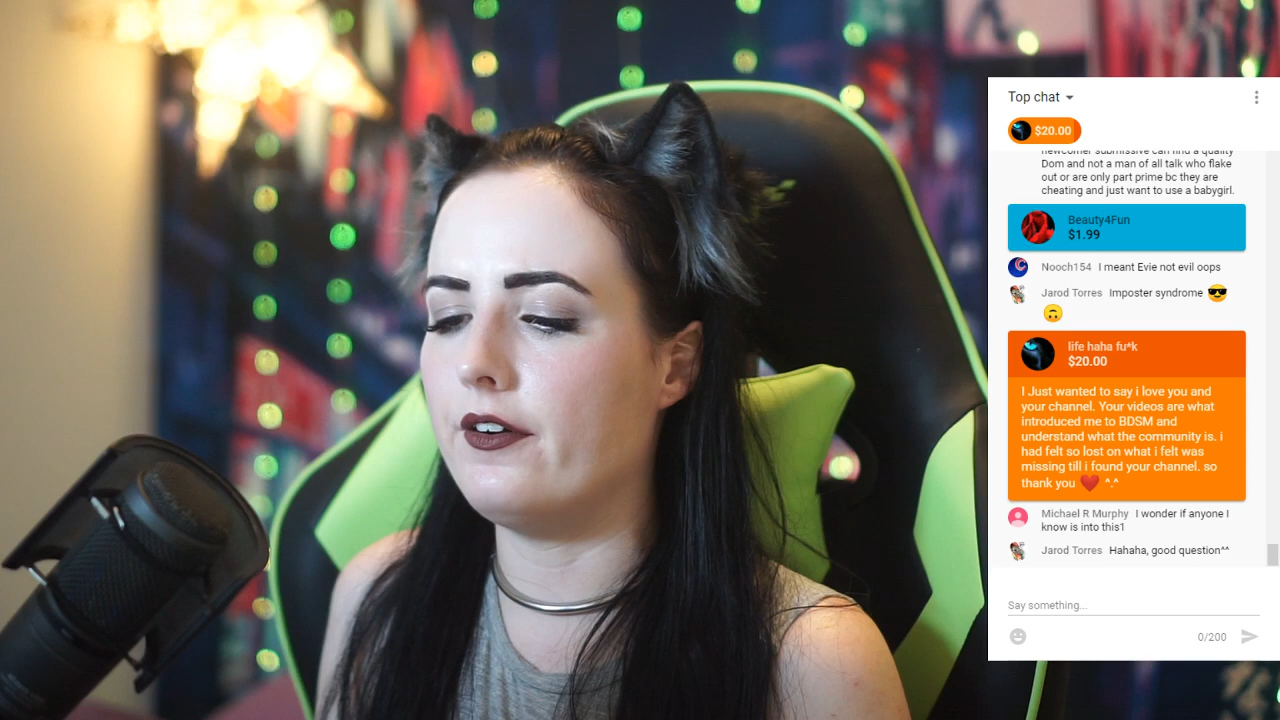 Top chat
$20.00
newcomer submissive can find a quality
Dom and not a man of all talk who flake
out or are only part prime bc they are
cheating and just want to use a babygirl.
Beauty4Fun
$1.99
Nooch154 I meant Evie not evil oops
Jarod Torres Imposter syndrome 😎
🙃
life haha fu*k
$20.00
I Just wanted to say i love you and
your channel. Your videos are what
introduced me to BDSM and
understand what the community is. i
had felt so lost on what i felt was
missing till i found your channel. so
thank you ❤️ ^.^
Michael R Murphy I wonder if anyone I
know is into this1
Jarod Torres Hahaha, good question^^
Say something...
0/200